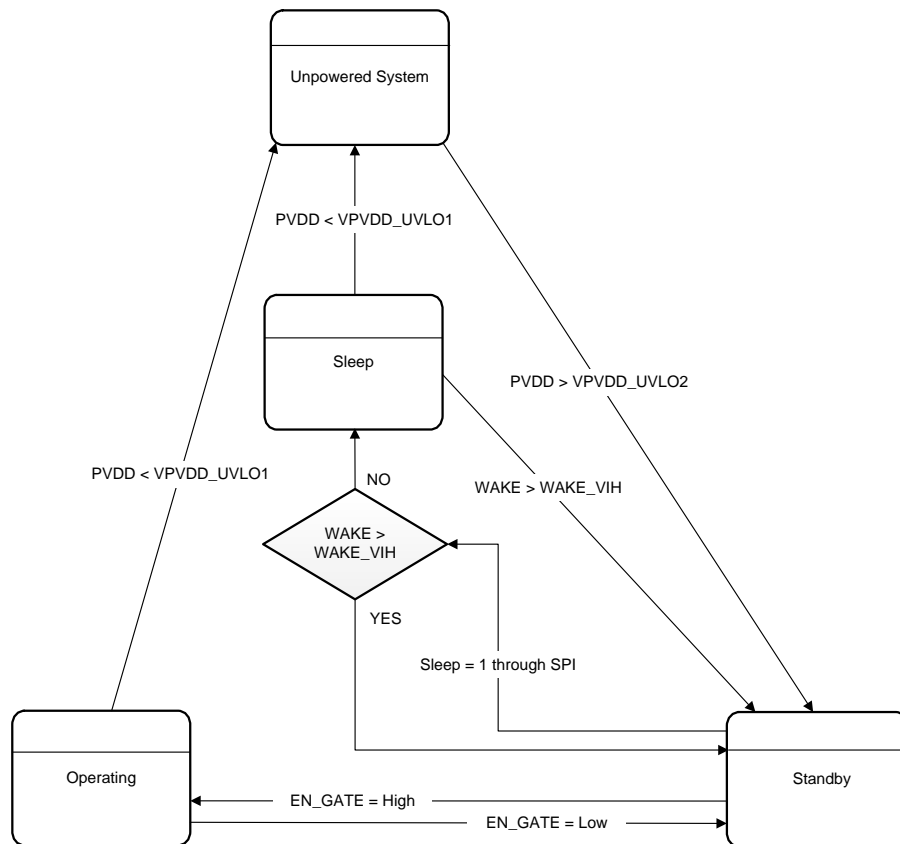 Unpowered System
PVDD < VPVDD_UVLO1
Sleep
PVDD > VPVDD_UVLO2
PVDD < VPVDD_UVLO1
NO
WAKE > WAKE_VIH
WAKE >
WAKE_VIH
YES
Sleep = 1 through SPI
Operating
Standby
EN_GATE = High
EN_GATE = Low